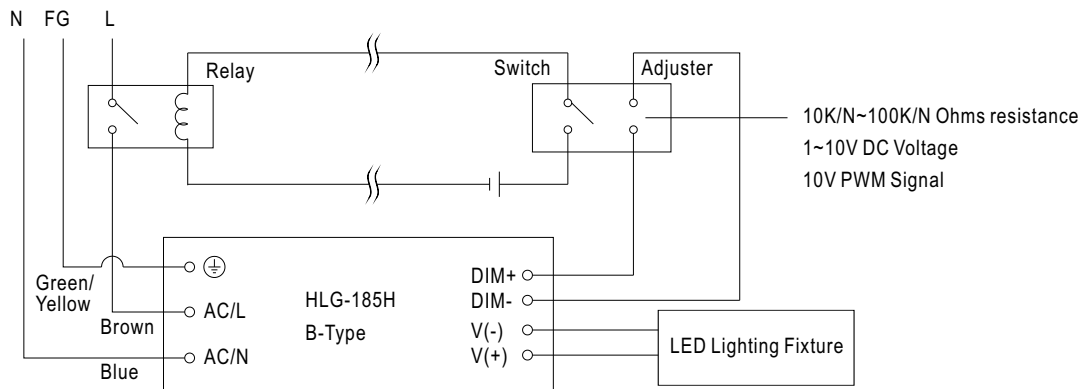 N FG L
Relay
Switch
Adjuster
10K/N~100K/N Ohms resistance
1~10V DC Voltage
10V PWM Signal
Green/
Yellow
Brown
Blue
AC/L
AC/N
HLG-185H
B-Type
DIM+
DIM-
V(-)
V(+)
LED Lighting Fixture